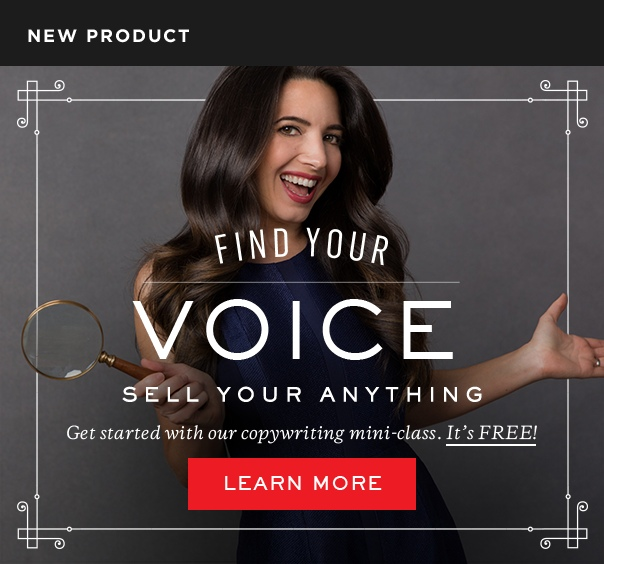 NEW PRODUCT
FIND YOUR
VOICE
SELL YOUR ANYTHING
Get started with our copywriting mini-class. It's FREE!
LEARN MORE